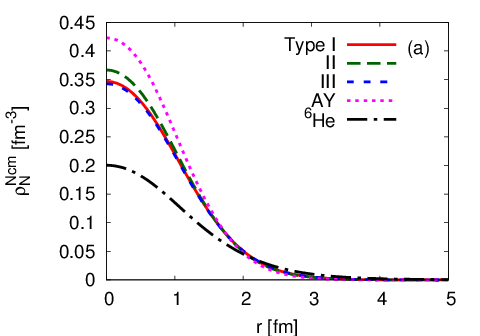 0.45
0.4
0.35
0.3
0.25
0.2
0.15
0.1
0.05
0
ρ_N^Ncm [fm^-3]
Type I
II
III
AY
^6He
(a)
0 1 2 3 4 5
r [fm]